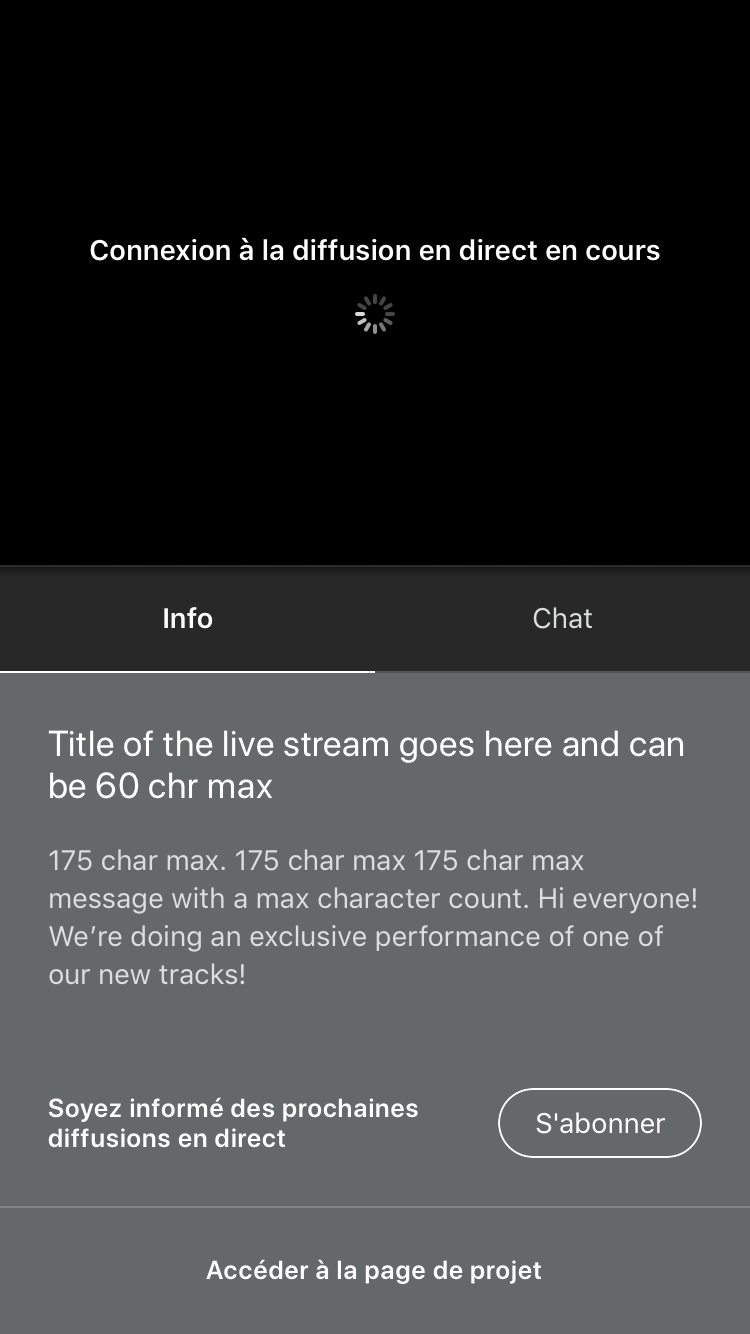 Connexion à la diffusion en direct en cours
Info
Chat
Title of the live stream goes here and can
be 60 chr max
175 char max. 175 char max 175 char max
message with a max character count. Hi everyone!
We’re doing an exclusive performance of one of
our new tracks!
Soyez informé des prochaines
diffusions en direct
S'abonner
Accéder à la page de projet